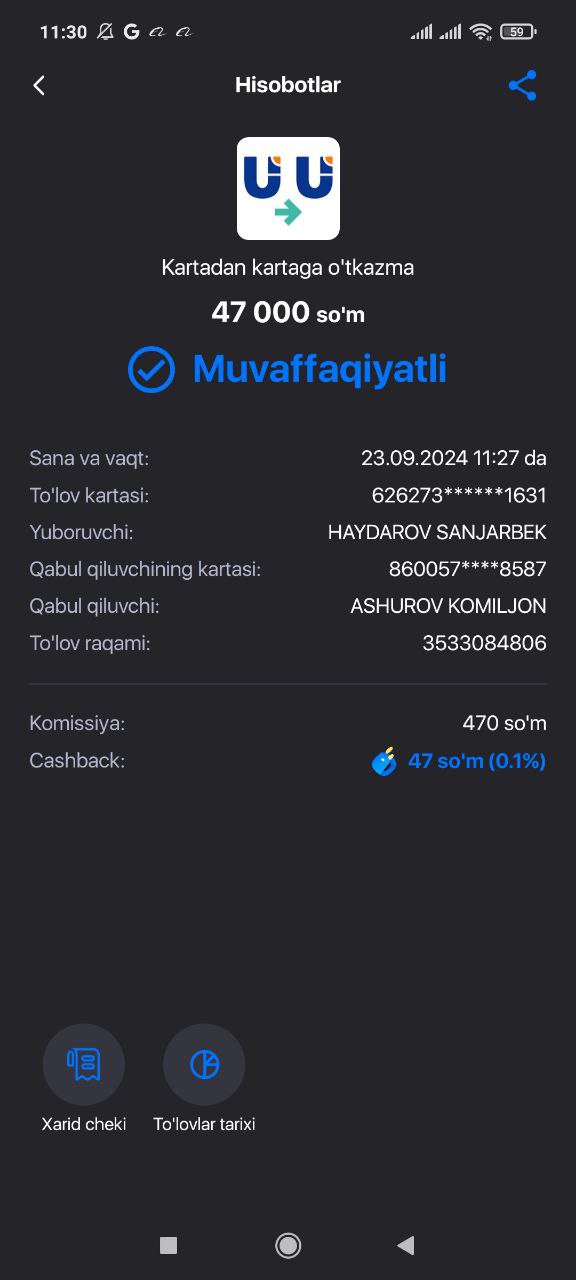 11:30 G 59
Hisobotlar
Kartadan kartaga o'tkazma
47 000 so'm
Muvaffaqiyatli
Sana va vaqt: 23.09.2024 11:27 da
To'lov kartasi: 626273******1631
Yuboruvchi: HAYDAROV SANJARBEK
Qabul qiluvchining kartasi: 860057****8587
Qabul qiluvchi: ASHUROV KOMILJON
To'lov raqami: 3533084806
Komissiya: 470 so'm
Cashback: 47 so'm (0.1%)
Xarid cheki To'lovlar tarixi